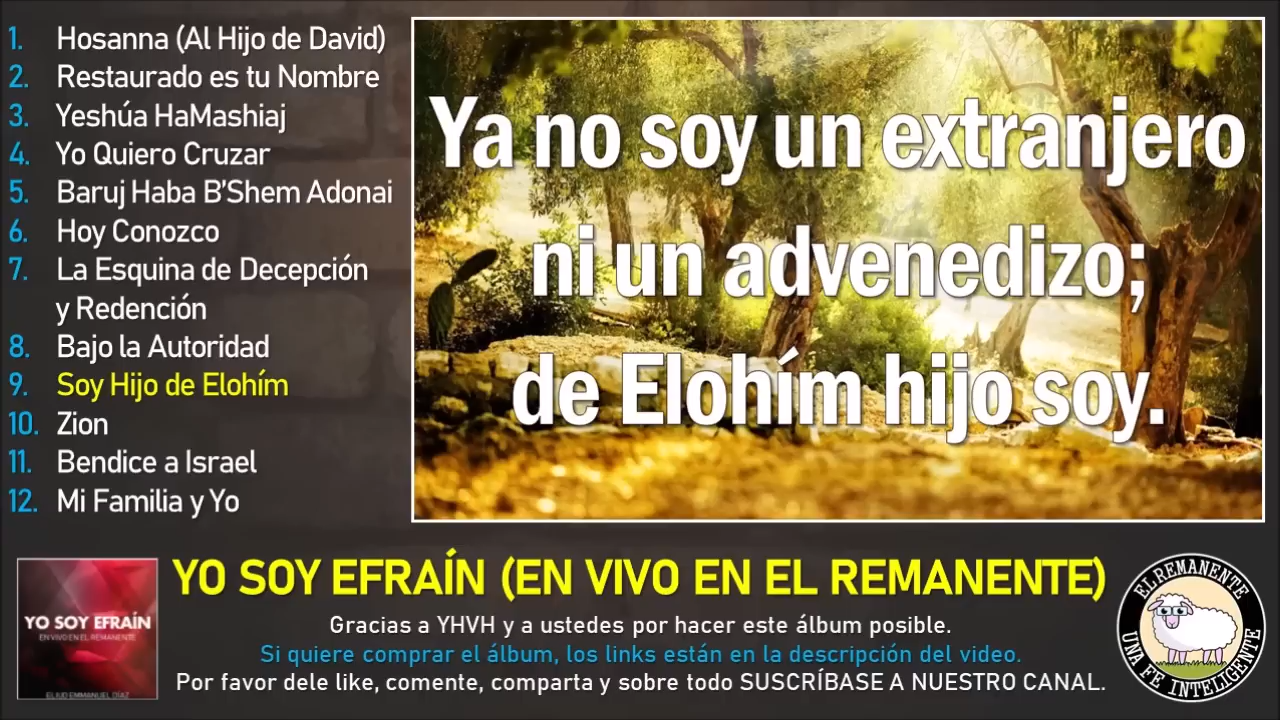 1. Hosanna (Al Hijo de David)
2. Restaurado es tu Nombre
3. Yeshúa HaMashiaj
4. Yo Quiero Cruzar
5. Baruj Haba B'Shem Adonai
6. Hoy Conozco
7. La Esquina de Decepción
y Redención
8. Bajo la Autoridad
9. Soy Hijo de Elohím
10. Zion
11. Bendice a Israel
12. Mi Familia y Yo
Ya no soy un extranjero
ni un advenedizo;
de Elohím hijo soy.
YO SOY EFRAÍN
EN VIVO EN EL REMANENTE
ELIUD EMMANUEL DÍAZ
YO SOY EFRAÍN (EN VIVO EN EL REMANENTE)
Gracias a YHVH y a ustedes por hacer este álbum posible.
Si quiere comprar el álbum, los links están en la descripción del video.
Por favor dele like, comente, comparta y sobre todo SUSCRÍBASE A NUESTRO CANAL.
EL REMANENTE
UNA FE INTELIGENTE